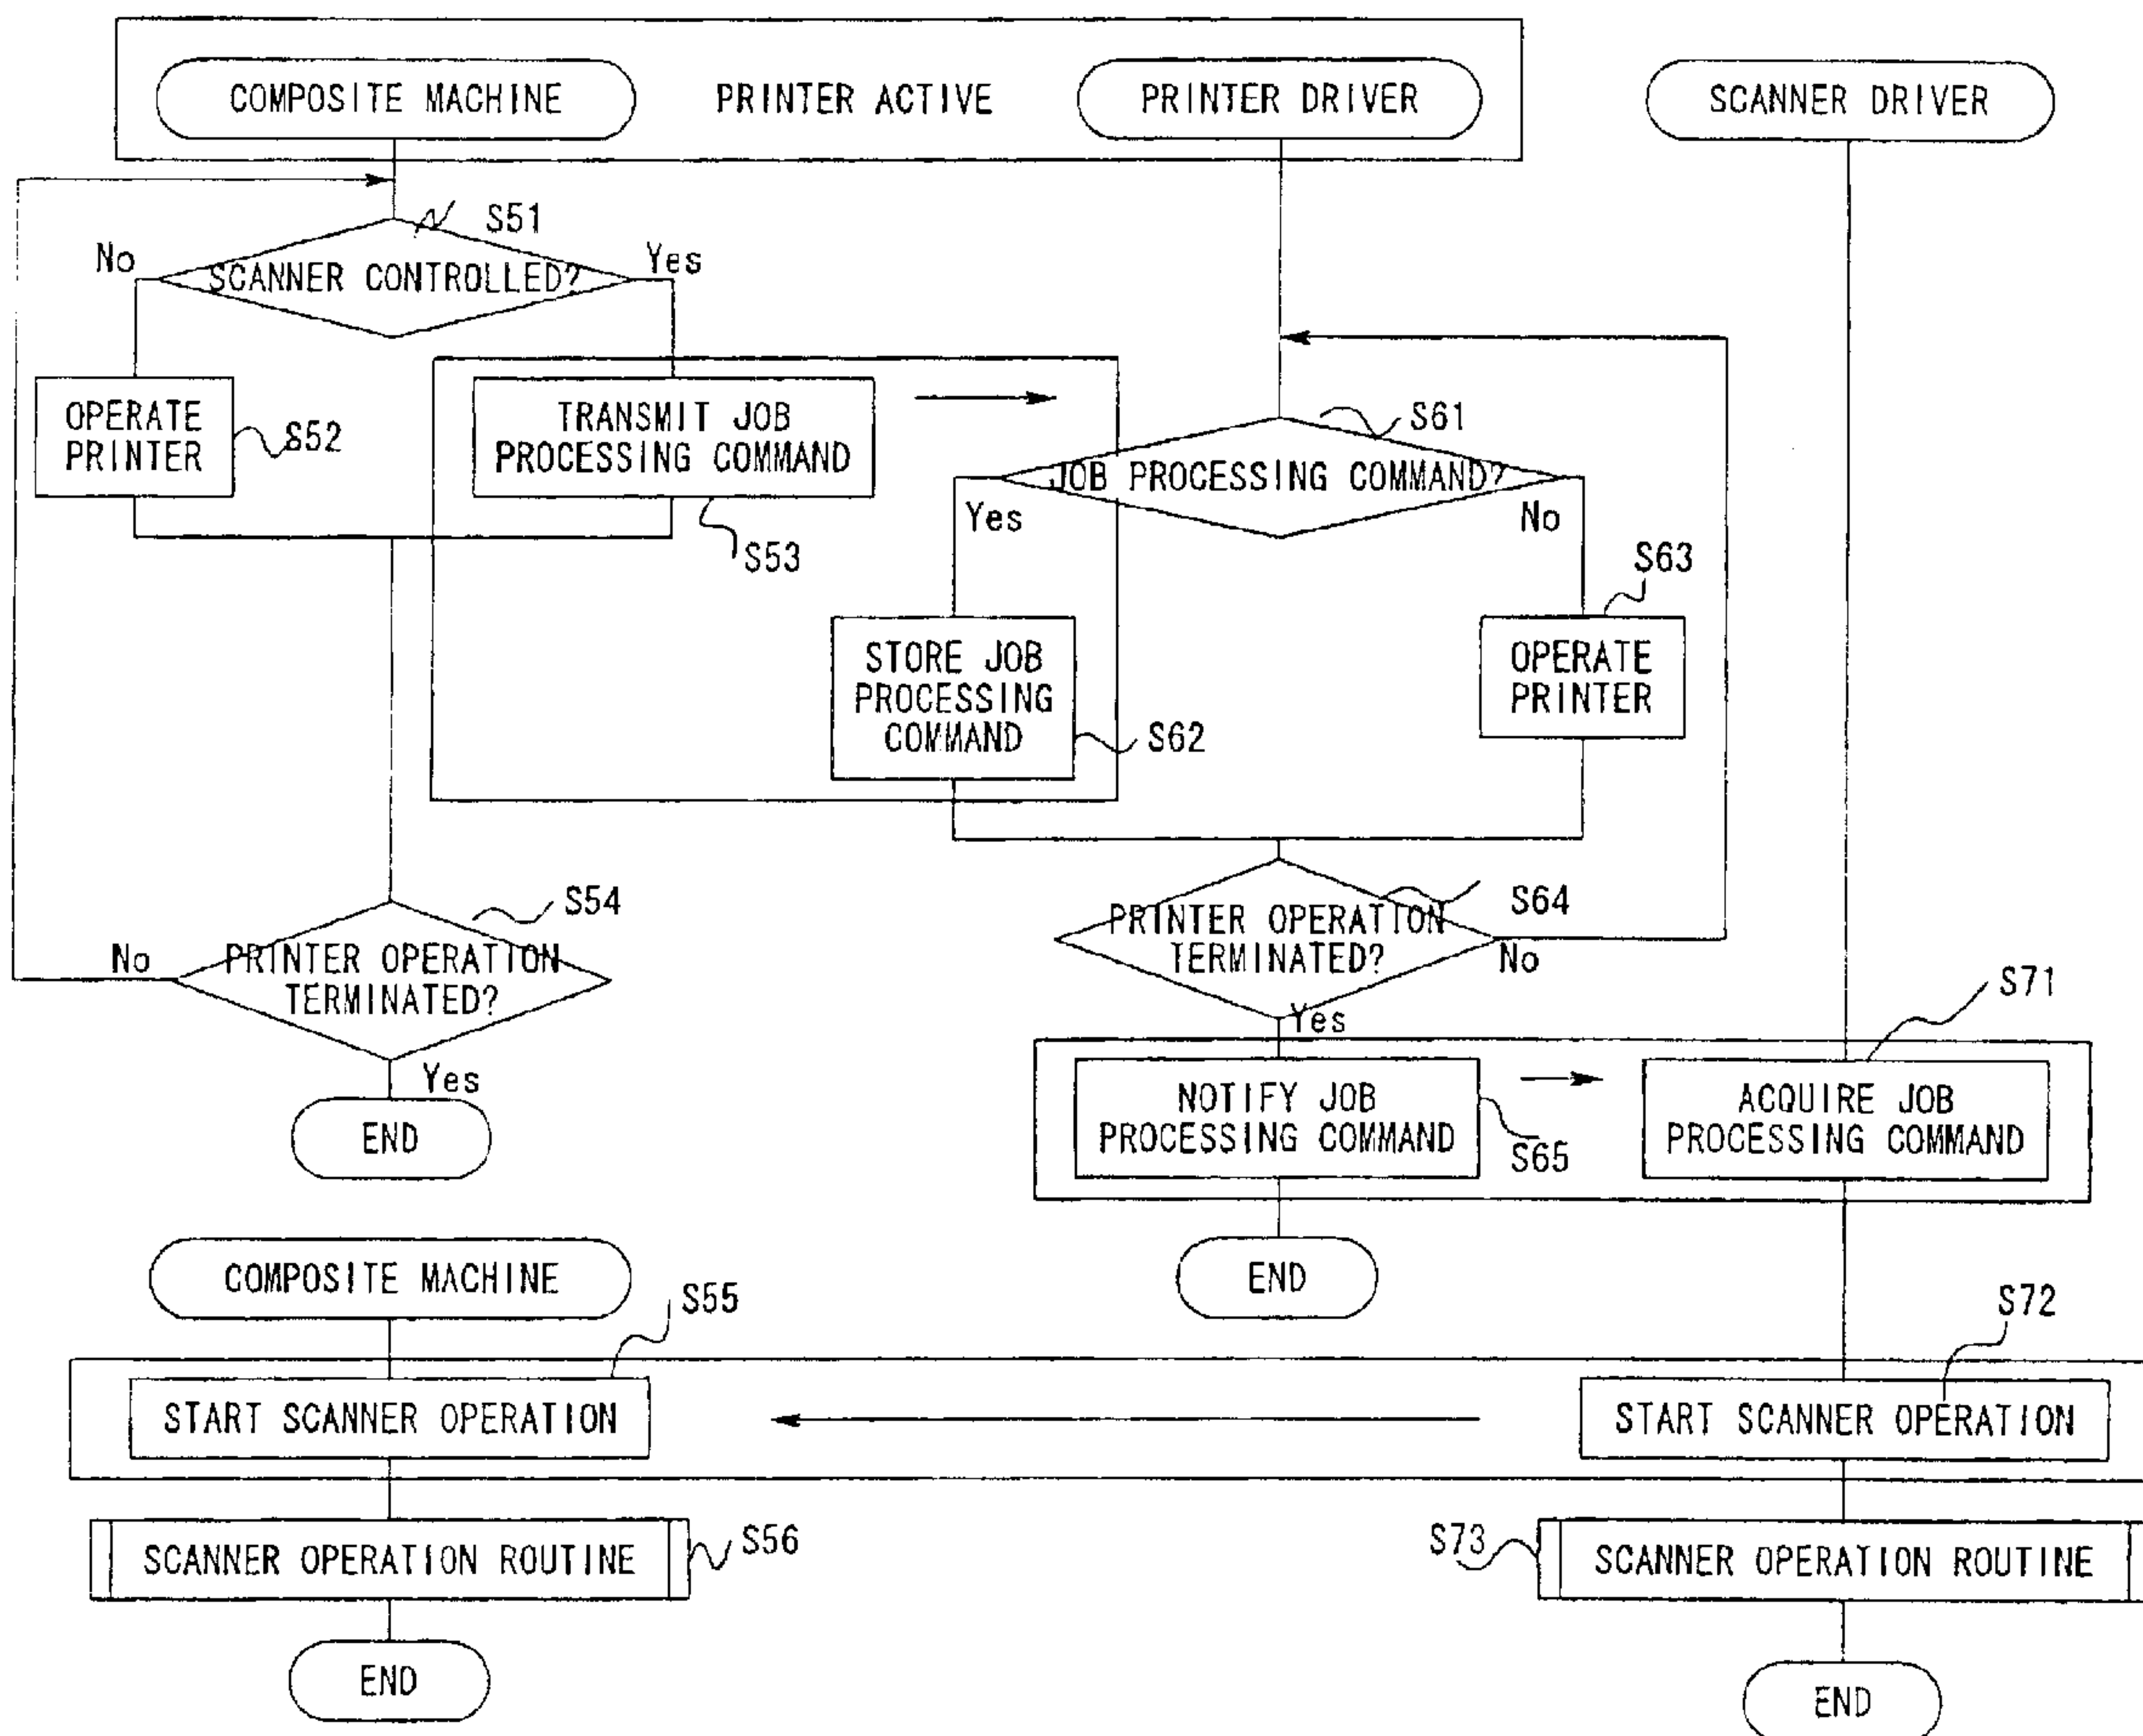 COMPOSITE MACHINE
PRINTER ACTIVE
PRINTER DRIVER
SCANNER DRIVER
S51
No
SCANNER CONTROLLED?
Yes
OPERATE
PRINTER
S52
TRANSMIT JOB
PROCESSING COMMAND
S53
S61
JOB PROCESSING COMMAND?
Yes
No
S63
STORE JOB
PROCESSING
COMMAND
S62
OPERATE
PRINTER
S54
No
PRINTER OPERATION
TERMINATED?
Yes
END
S64
PRINTER OPERATION
TERMINATED?
No
Yes
S71
NOTIFY JOB
PROCESSING COMMAND
S65
ACQUIRE JOB
PROCESSING COMMAND
END
COMPOSITE MACHINE
S55
S72
START SCANNER OPERATION
START SCANNER OPERATION
SCANNER OPERATION ROUTINE
S56
S73
SCANNER OPERATION ROUTINE
END
END